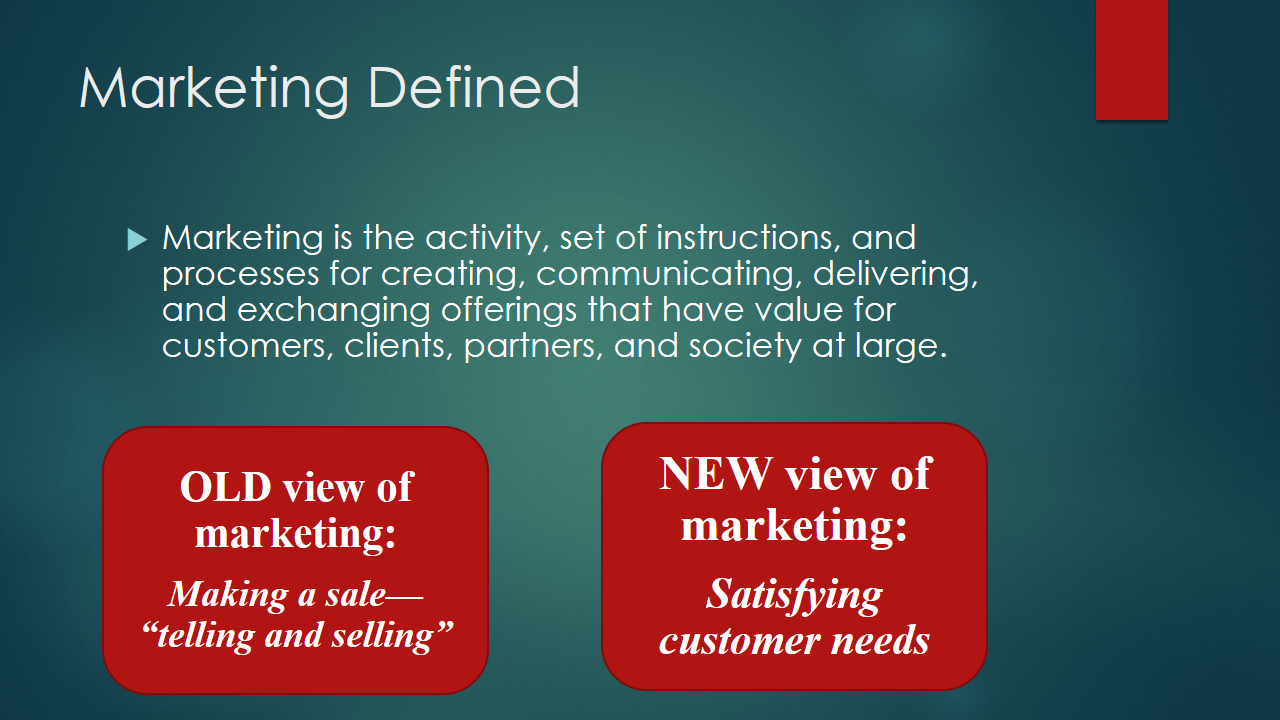 Marketing Defined
Marketing is the activity, set of instructions, and
processes for creating, communicating, delivering,
and exchanging offerings that have value for
customers, clients, partners, and society at large.
OLD view of
marketing:
Making a sale—
“telling and selling”
NEW view of
marketing:
Satisfying
customer needs